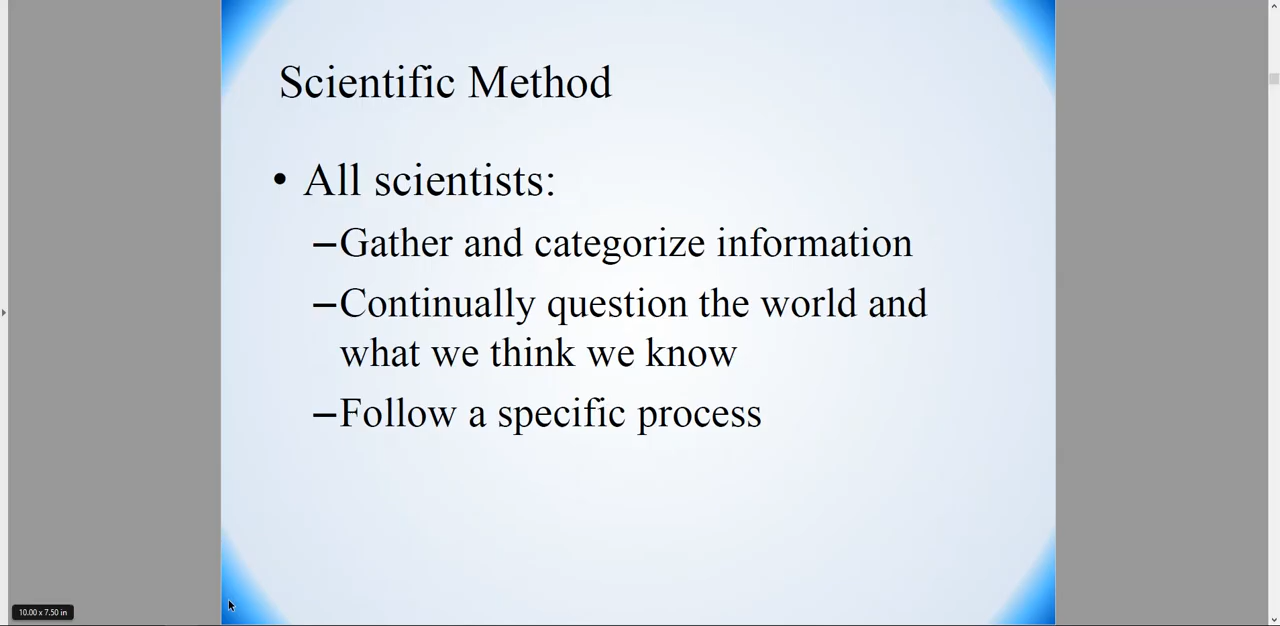 Scientific Method
• All scientists:
–Gather and categorize information
–Continually question the world and
what we think we know
–Follow a specific process
10.00 x 7.50 in